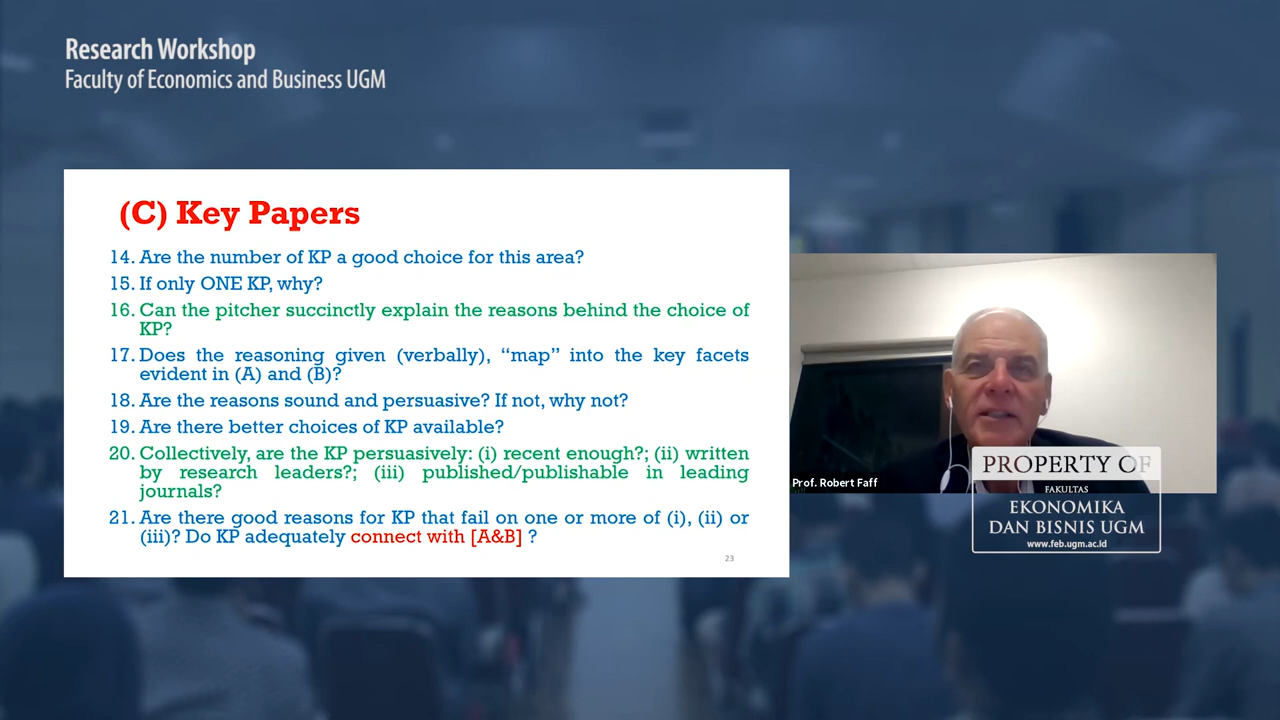 Research Workshop
Faculty of Economics and Business UGM
(C) Key Papers
14. Are the number of KP a good choice for this area?
15. If only ONE KP, why?
16. Can the pitcher succinctly explain the reasons behind the choice of
KP?
17. Does the reasoning given (verbally), “map” into the key facets
evident in (A) and (B)?
18. Are the reasons sound and persuasive? If not, why not?
19. Are there better choices of KP available?
20. Collectively, are the KP persuasively: (i) recent enough?; (ii) written
by research leaders?; (iii) published/publishable in leading
journals?
21. Are there good reasons for KP that fail on one or more of (i), (ii) or
(iii)? Do KP adequately connect with [A&B] ?
23
Prof. Robert Faff
PROPERTY OF
FAKULTAS
EKONOMIKA
DAN BISNIS UGM
www.feb.ugm.ac.id